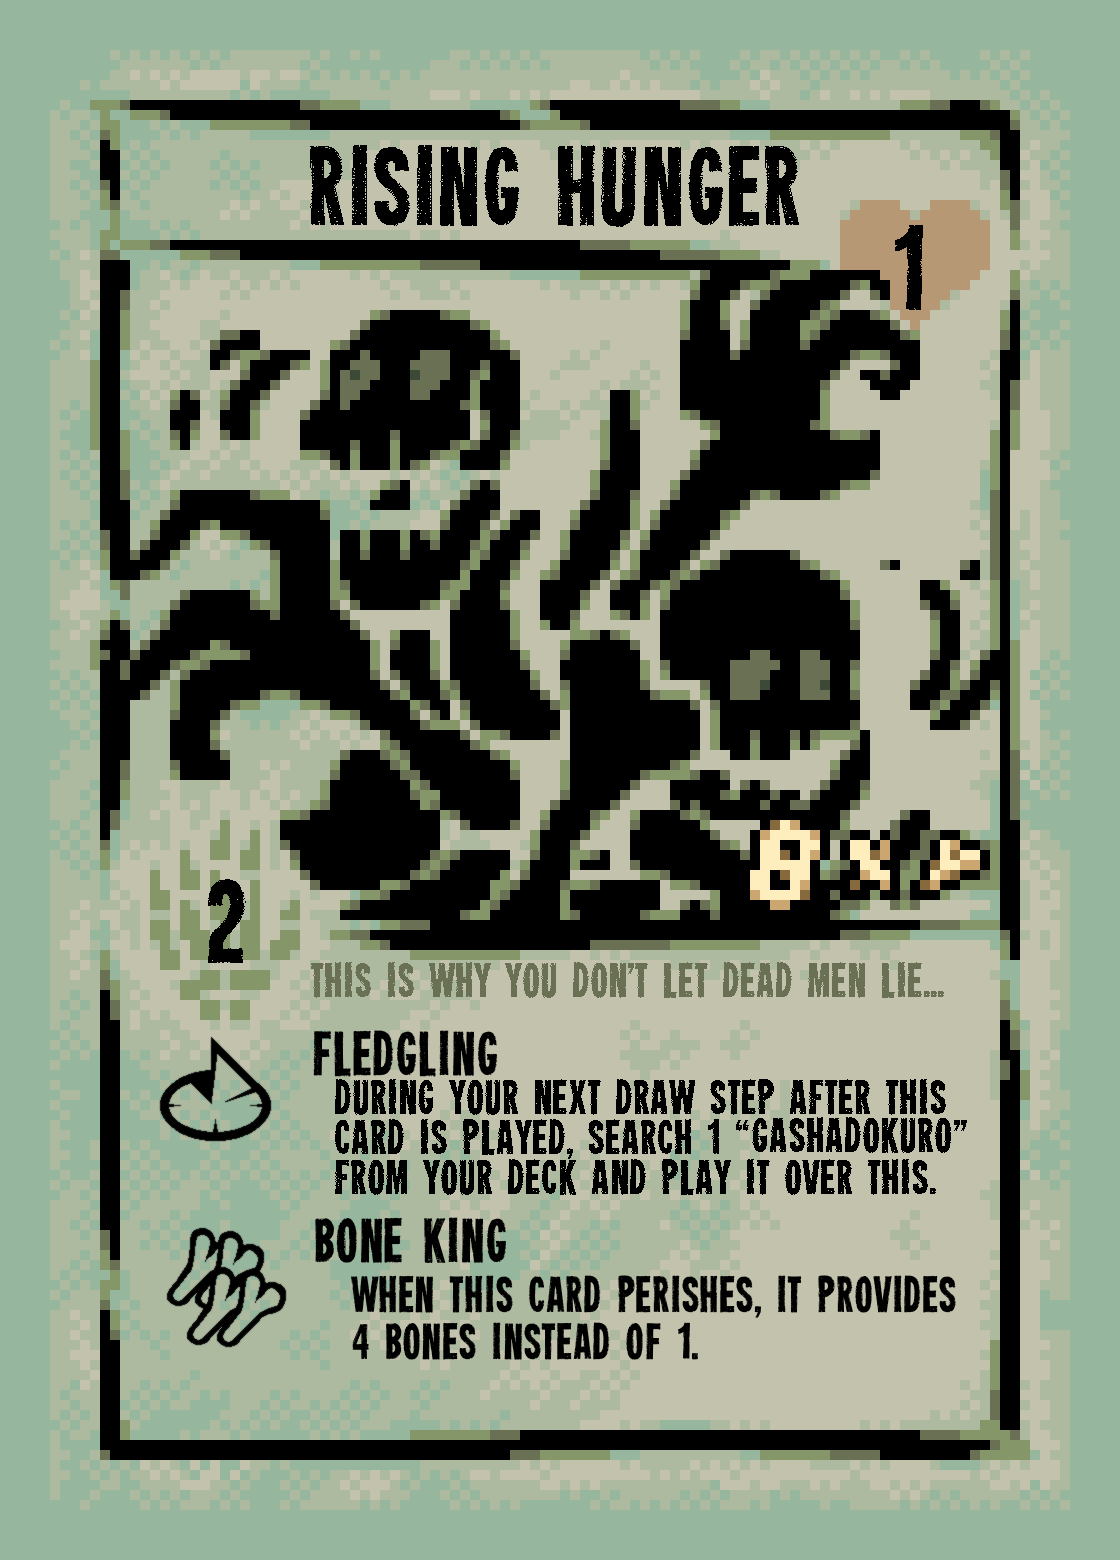 RISING HUNGER
1
8 X
2
THIS IS WHY YOU DON'T LET DEAD MEN LIE...
FLEDGLING
DURING YOUR NEXT DRAW STEP AFTER THIS
CARD IS PLAYED, SEARCH 1 “GASHADOKURO”
FROM YOUR DECK AND PLAY IT OVER THIS.
BONE KING
WHEN THIS CARD PERISHES, IT PROVIDES
4 BONES INSTEAD OF 1.